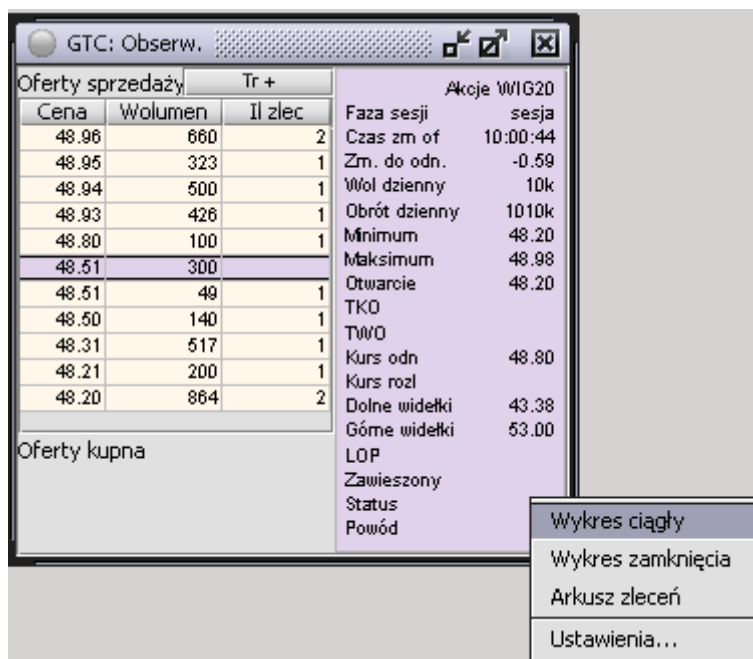 GTC: Obserw.
Oferty sprzedaży Tr +
Cena Wolumen Il zlec
48.96 660 2
48.95 323 1
48.94 500 1
48.93 426 1
48.80 100 1
48.51 300
48.51 49 1
48.50 140 1
48.31 517 1
48.21 200 1
48.20 864 2
Oferty kupna
Akcje WIG20
Faza sesji sesja
Czas zm of 10:00:44
Zm. do odn. -0.59
Wol dzienny 10k
Obrót dzienny 1010k
Minimum 48.20
Maksimum 48.98
Otwarcie 48.20
TKO
TWO
Kurs odn 48.80
Kurs rozl
Dolne widełki 43.38
Górne widełki 53.00
LOP
Zawieszony
Status
Powód
Wykres ciągły
Wykres zamknięcia
Arkusz zleceń
Ustawienia...